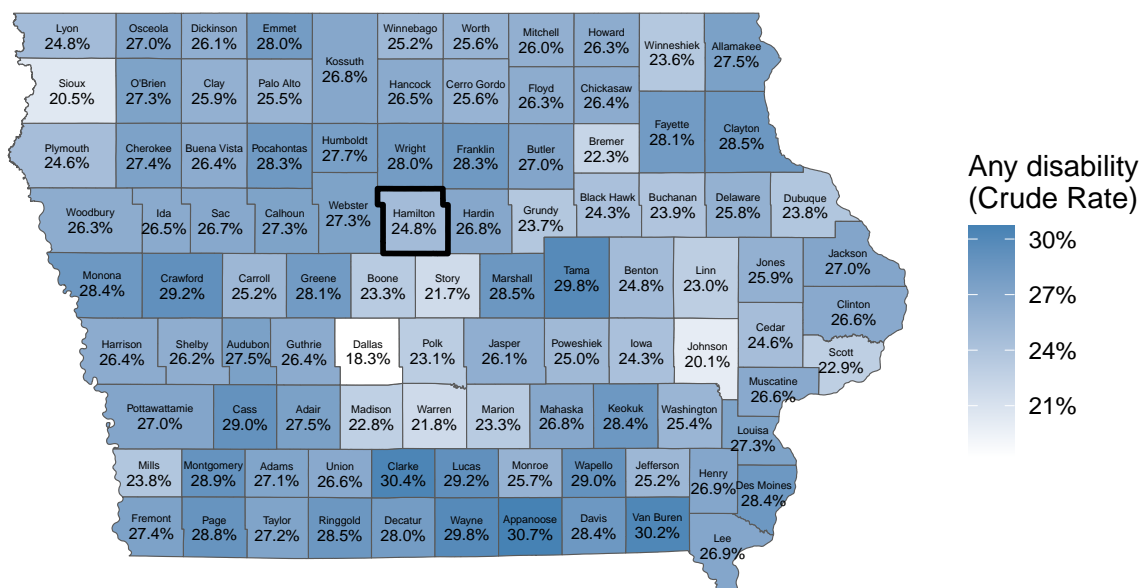 Lyon
24.8%
Osceola
27.0%
Dickinson
26.1%
Emmet
28.0%
Kossuth
26.8%
Winnebago
25.2%
Worth
25.6%
Mitchell
26.0%
Howard
26.3%
Winneshiek
23.6%
Allamakee
27.5%
Sioux
20.5%
O'Brien
27.3%
Clay
25.9%
Palo Alto
25.5%
Hancock
26.5%
Cerro Gordo
25.6%
Floyd
26.3%
Chickasaw
26.4%
Fayette
28.1%
Clayton
28.5%
Plymouth
24.6%
Cherokee
27.4%
Buena Vista
26.4%
Pocahontas
28.3%
Humboldt
27.7%
Wright
28.0%
Franklin
28.3%
Butler
27.0%
Bremer
22.3%
Woodbury
26.3%
Ida
26.5%
Sac
26.7%
Calhoun
27.3%
Webster
27.3%
Hamilton
24.8%
Hardin
26.8%
Grundy
23.7%
Black Hawk
24.3%
Buchanan
23.9%
Delaware
25.8%
Dubuque
23.8%
Monona
28.4%
Crawford
29.2%
Carroll
25.2%
Greene
28.1%
Boone
23.3%
Story
21.7%
Marshall
28.5%
Tama
29.8%
Benton
24.8%
Linn
23.0%
Jones
25.9%
Jackson
27.0%
Clinton
26.6%
Harrison
26.4%
Shelby
26.2%
Audubon
27.5%
Guthrie
26.4%
Dallas
18.3%
Polk
23.1%
Jasper
26.1%
Poweshiek
25.0%
Iowa
24.3%
Johnson
20.1%
Cedar
24.6%
Scott
22.9%
Muscatine
26.6%
Pottawattamie
27.0%
Cass
29.0%
Adair
27.5%
Madison
22.8%
Warren
21.8%
Marion
23.3%
Mahaska
26.8%
Keokuk
28.4%
Washington
25.4%
Louisa
27.3%
Mills
23.8%
Montgomery
28.9%
Adams
27.1%
Union
26.6%
Clarke
30.4%
Lucas
29.2%
Monroe
25.7%
Wapello
29.0%
Jefferson
25.2%
Henry
26.9%
Des Moines
28.4%
Fremont
27.4%
Page
28.8%
Taylor
27.2%
Ringgold
28.5%
Decatur
28.0%
Wayne
29.8%
Appanoose
30.7%
Davis
28.4%
Van Buren
30.2%
Lee
26.9%
Any disability
(Crude Rate)
30%
27%
24%
21%